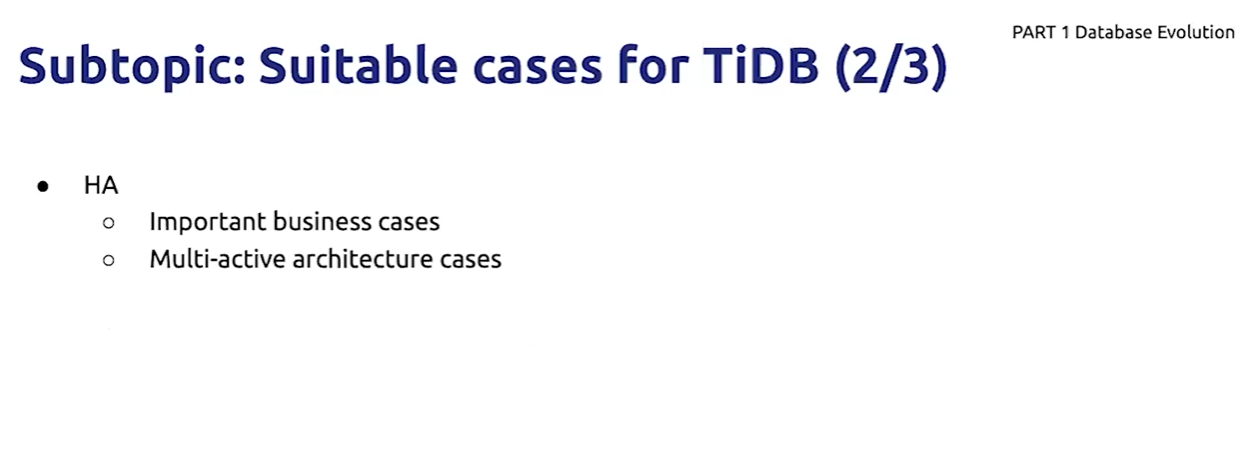 PART 1 Database Evolution
Subtopic: Suitable cases for TiDB (2/3)
● HA
○ Important business cases
○ Multi-active architecture cases